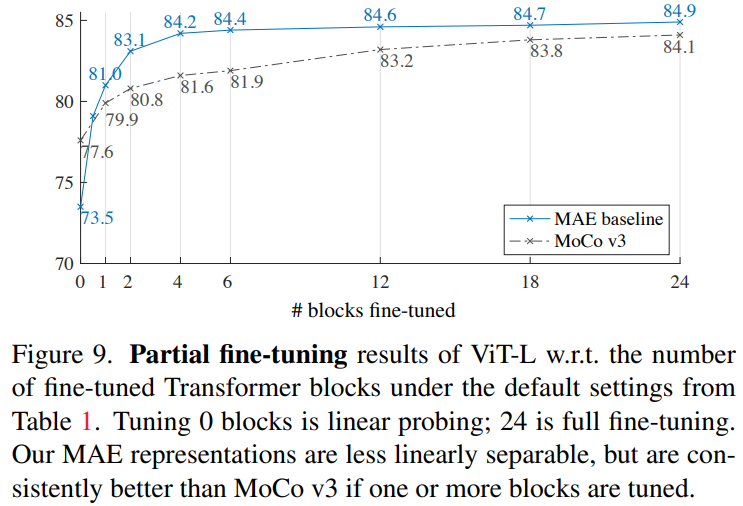 85
80
75
70
84.2 84.4 84.6 84.7 84.9
83.1
81.0
73.5
77.6
79.9
80.8
81.6
81.9
83.2
83.8
84.1
MAE baseline
MoCo v3
0 1 2 4 6 12 18 24
# blocks fine-tuned
Figure 9. Partial fine-tuning results of ViT-L w.r.t. the number
of fine-tuned Transformer blocks under the default settings from
Table 1. Tuning 0 blocks is linear probing; 24 is full fine-tuning.
Our MAE representations are less linearly separable, but are con-
sistently better than MoCo v3 if one or more blocks are tuned.